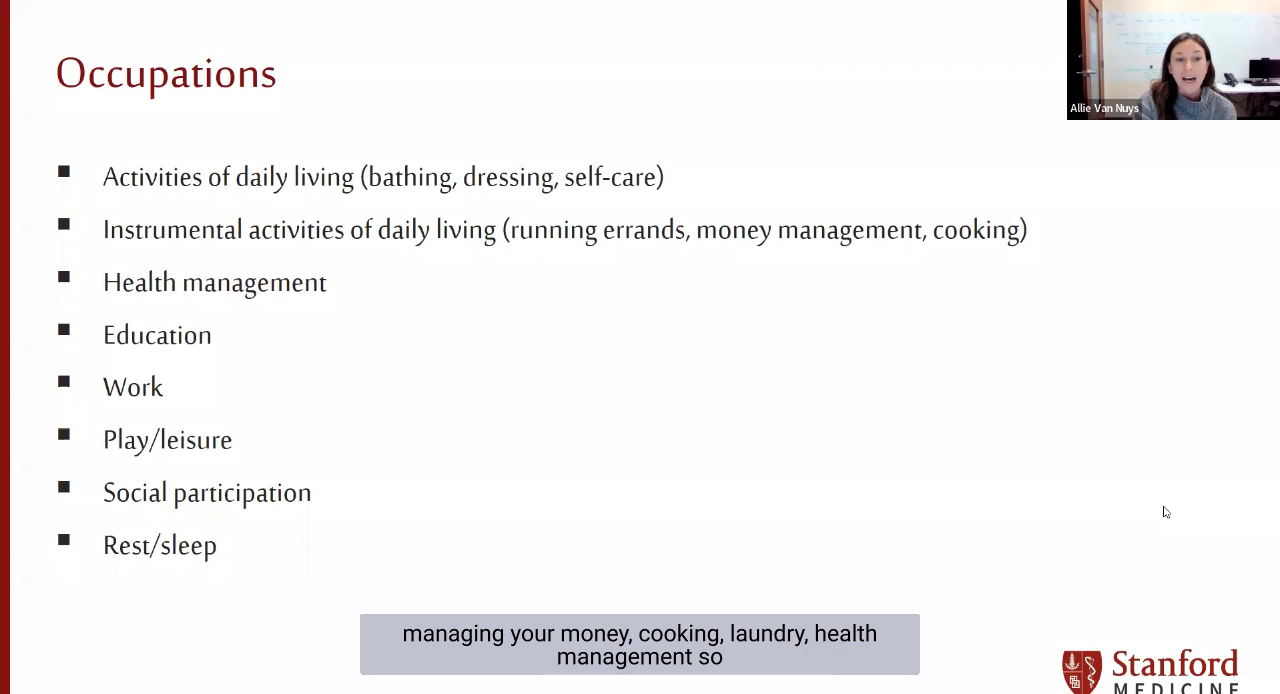 Occupations
Allie Van Nuys
Activities of daily living (bathing, dressing, self-care)
Instrumental activities of daily living (running errands, money management, cooking)
Health management
Education
Work
Play/leisure
Social participation
Rest/sleep
managing your money, cooking, laundry, health
management so
Stanford
MEDICINE